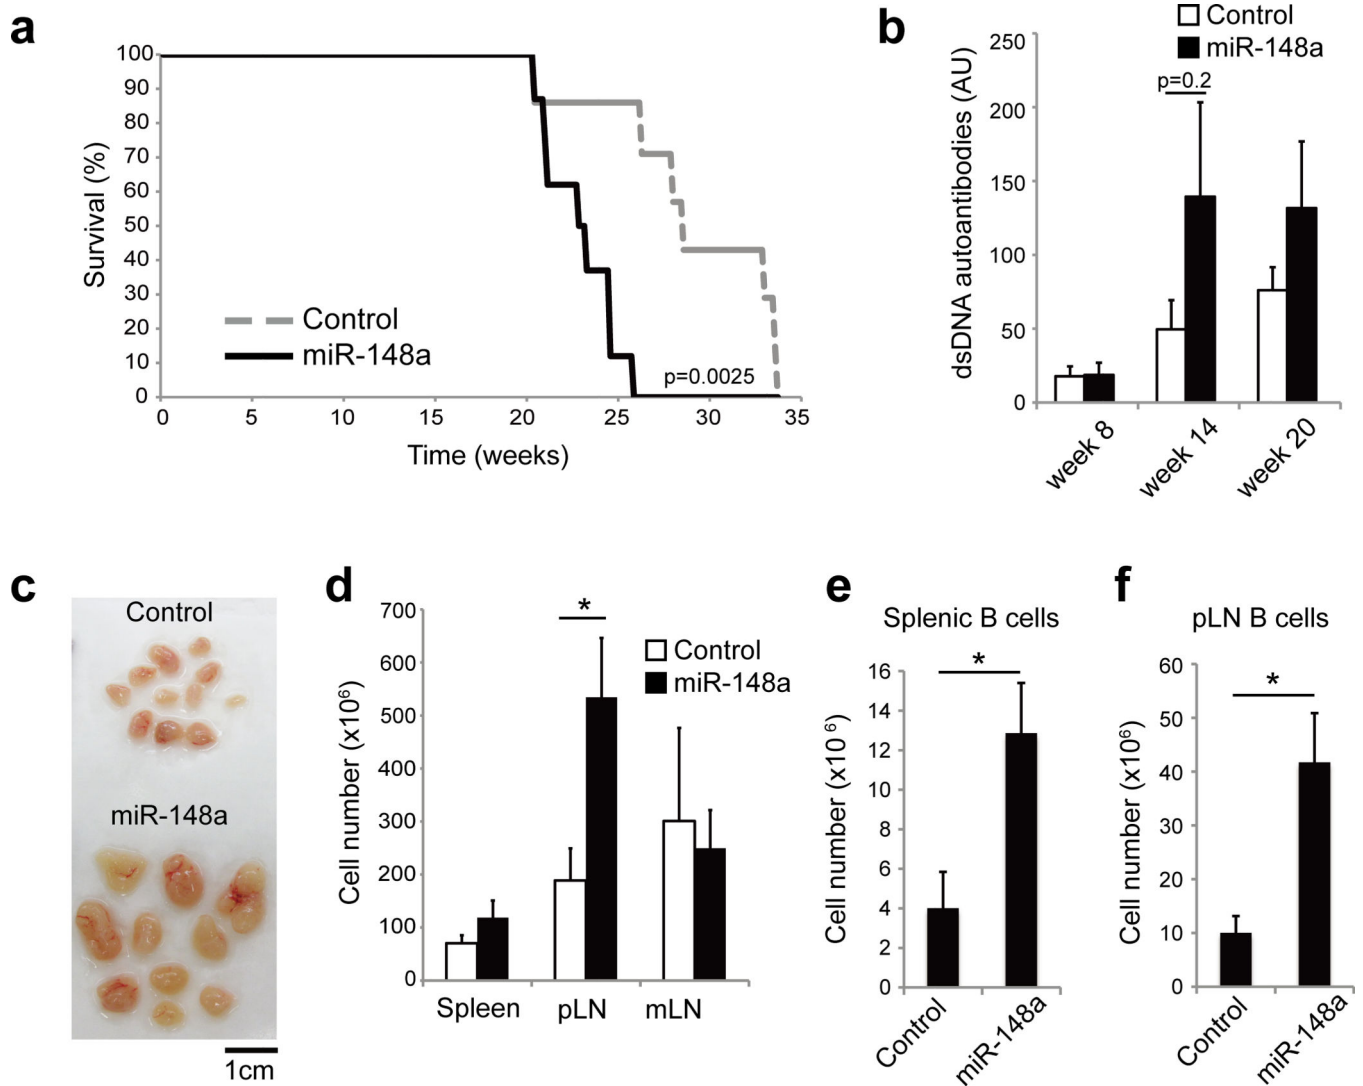 a
Survival (%)
100
90
80
70
60
50
40
30
20
10
0
Control
miR-148a
p=0.0025
0 5 10 15 20 25 30 35
Time (weeks)
b
Control
miR-148a
dsDNA autoantibodies (AU)
250
200
150
100
50
0
p=0.2
week 8
week 14
week 20
c
Control
miR-148a
1cm
d
Cell number (x10⁶)
700
600
500
400
300
200
100
0
*
Control
miR-148a
Spleen pLN mLN
e
Splenic B cells
Cell number (x10⁶)
16
14
12
10
8
6
4
2
0
*
Control
miR-148a
f
pLN B cells
Cell number (x10⁶)
60
50
40
30
20
10
0
*
Control
miR-148a